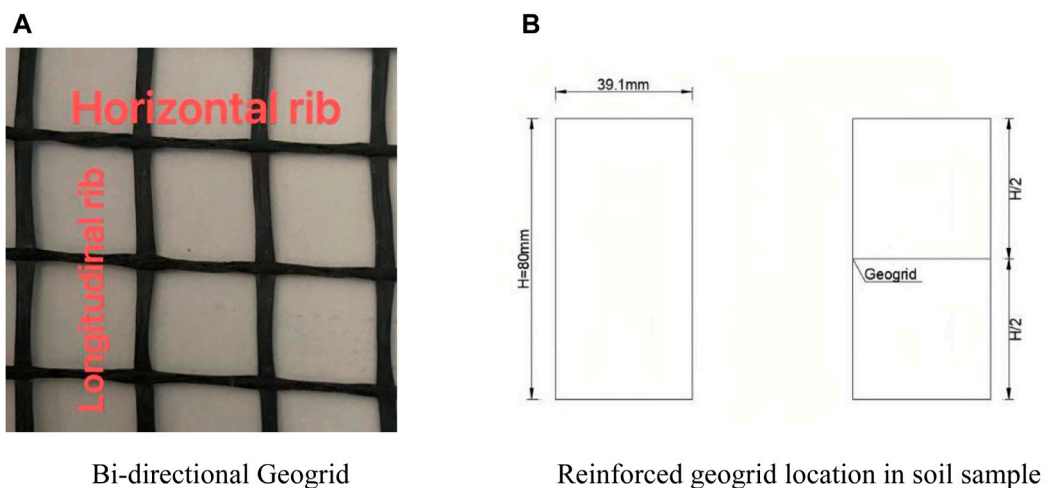 A
Horizontal rib
Longitudinal rib
Bi-directional Geogrid
B
39.1mm
H=80mm
H/2
Geogrid
H/2
Reinforced geogrid location in soil sample